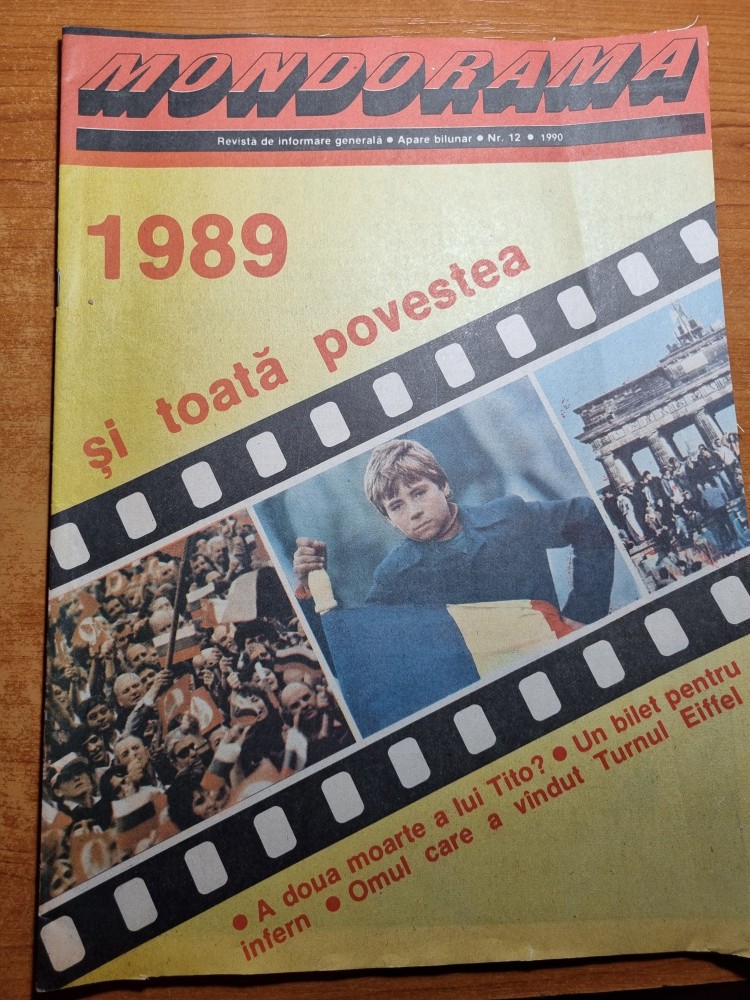 MONDORAMA
Revistă de informare generală ● Apare bilunar ● Nr. 12 ● 1990
1989
și toată povestea
● A doua moarte a lui Tito? ● Un bilet pentru
infern ● Omul care a vîndut Turnul Eiffel